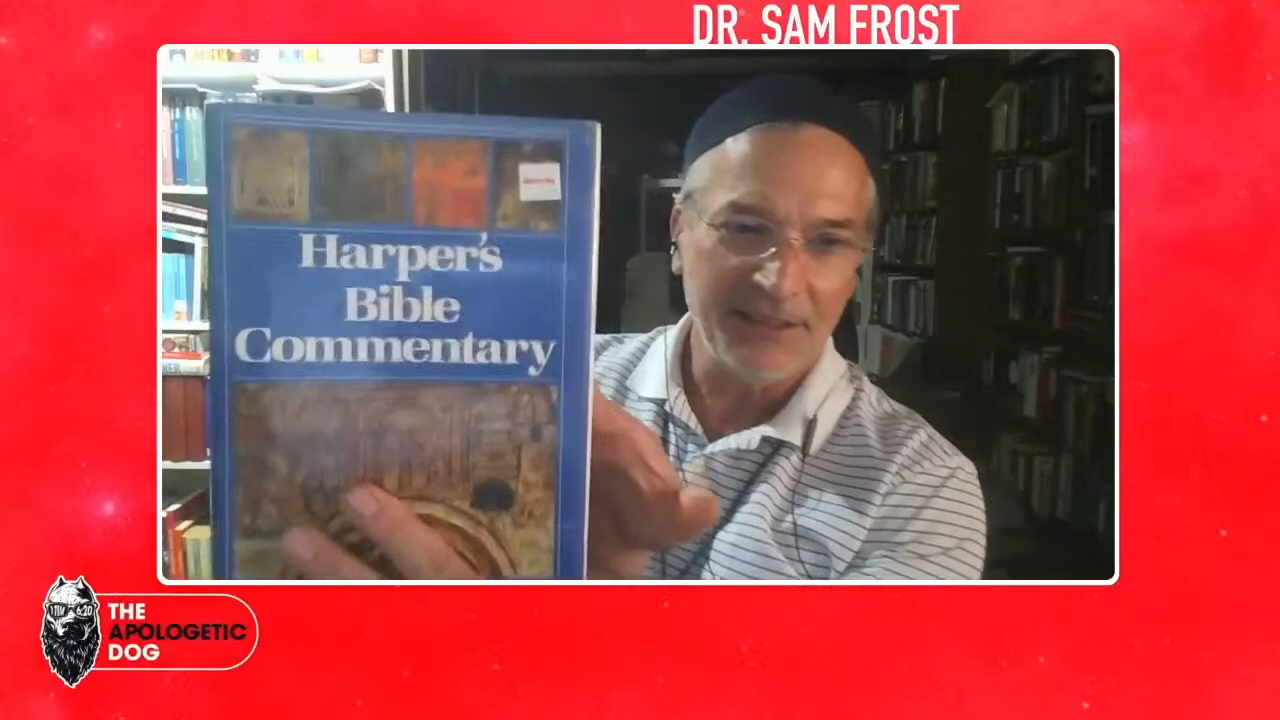 DR. SAM FROST
Harper's
Bible
Commentary
THE
APOLOGETIC
DOG